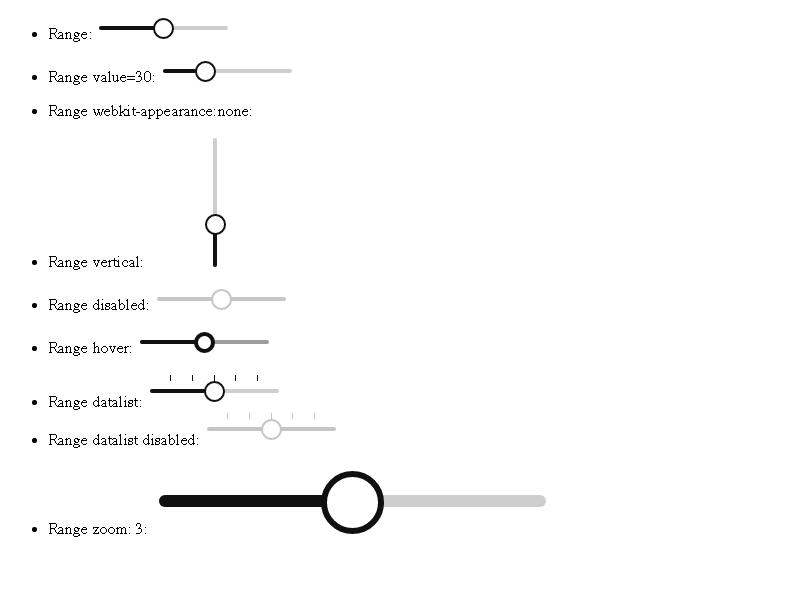 Range:
Range value=30:
Range webkit-appearance:none:
Range vertical:
Range disabled:
Range hover:
Range datalist:
Range datalist disabled:
Range zoom: 3: